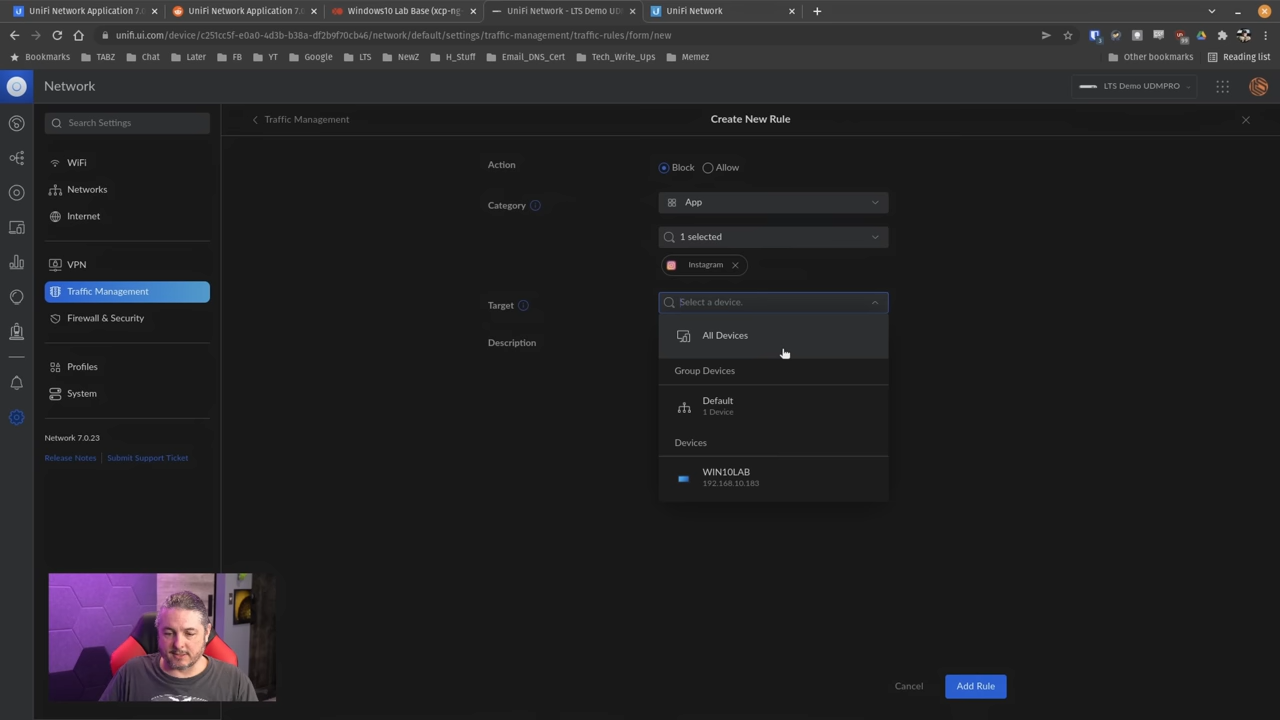 UniFi Network Application 7.0
UniFi Network Application 7.0
Windows10 Lab Base (xcp-ng
UniFi Network - LTS Demo UD
UniFi Network
unifi.ui.com/device/c251cc5f-e0a0-4d3b-b38a-df2b9f70cb46/network/default/settings/traffic-management/traffic-rules/form/new
Bookmarks
TABZ
Chat
Later
FB
YT
Google
LTS
NewZ
H_Stuff
Email_DNS_Cert
Tech_Write_Ups
Memez
Other bookmarks
Reading list
Network
LTS Demo UDMPRO
Search Settings
WiFi
Networks
Internet
VPN
Traffic Management
Firewall & Security
Profiles
System
Network 7.0.23
Release Notes
Submit Support Ticket
Traffic Management
Create New Rule
Action
Block
Allow
Category
App
1 selected
Instagram
Target
Select a device.
All Devices
Group Devices
Default
1 Device
Devices
WIN10LAB
192.168.10.183
Description
Cancel
Add Rule